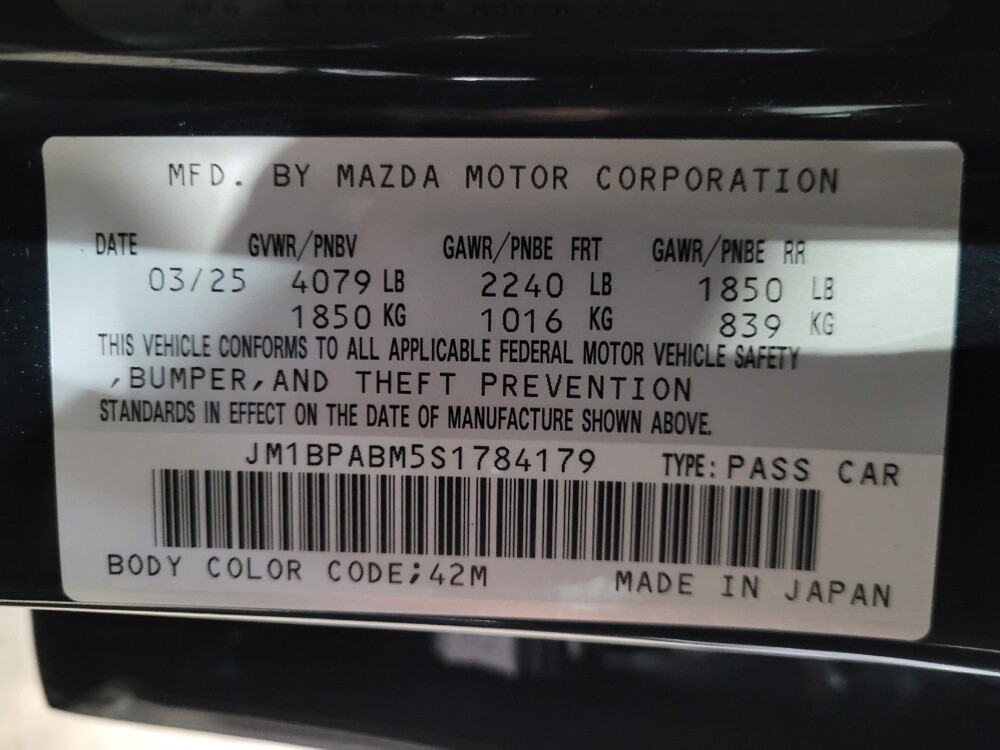 MFD. BY MAZDA MOTOR CORPORATION
DATE GVWR/PNBV GAWR/PNBE FRT GAWR/PNBE RR
03/25 4079 LB 2240 LB 1850 LB
1850 KG 1016 KG 839 KG
THIS VEHICLE CONFORMS TO ALL APPLICABLE FEDERAL MOTOR VEHICLE SAFETY
,BUMPER,AND THEFT PREVENTION
STANDARDS IN EFFECT ON THE DATE OF MANUFACTURE SHOWN ABOVE.
JM1BPABM5S1784179 TYPE: PASS CAR
BODY COLOR CODE;42M MADE IN JAPAN